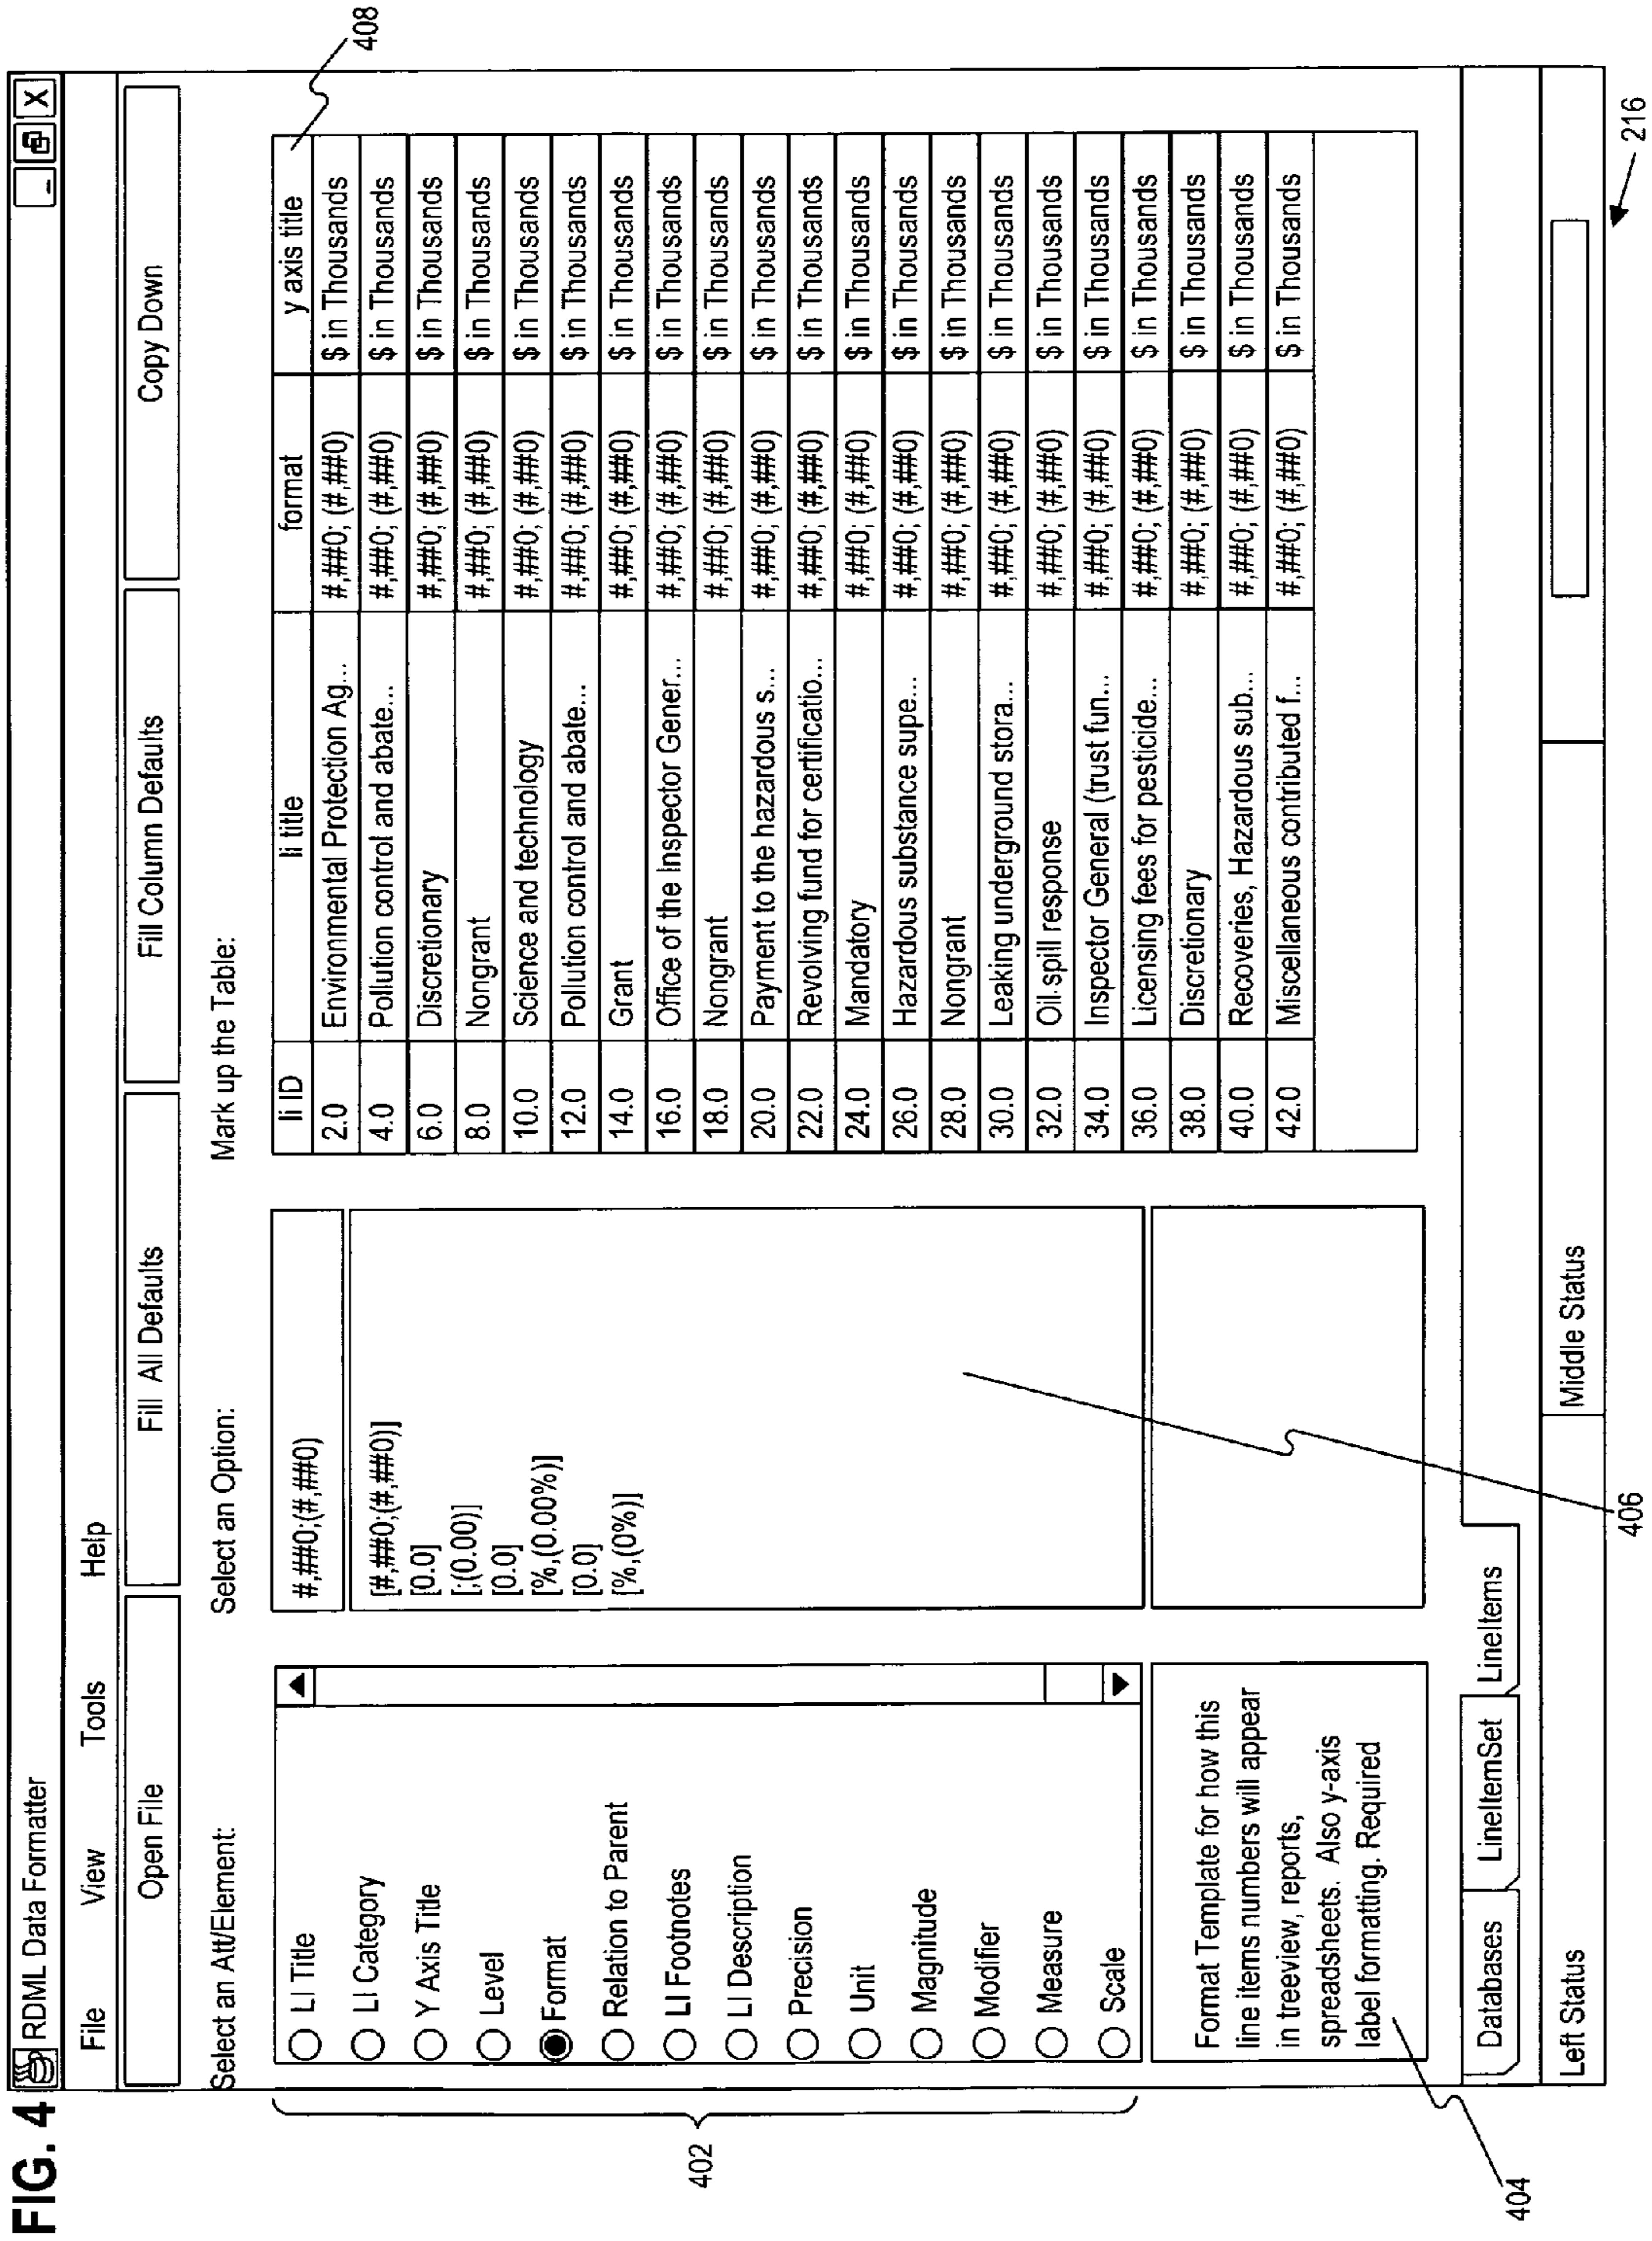 FIG. 4
RDML Data Formatter
_ X
File View Tools Help
Open File Fill All Defaults Fill Column Defaults Copy Down
Select an Att/Element:
LI Title
LI Category
Y Axis Title
Level
Format
Relation to Parent
LI Footnotes
LI Description
Precision
Unit
Magnitude
Modifier
Measure
Scale
402
Format Template for how this
line items numbers will appear
in treeview, reports,
spreadsheets. Also y-axis
label formatting. Required
404
Select an Option:
#,##0;(#,##0)
[#,##0;(#,##0)]
[0.0]
[;(0.00)]
[0.0]
[%,(0.00%)]
[0.0]
[%,(0%)]
406
Mark up the Table:
li ID li title format y axis title
2.0 Environmental Protection Ag... #,##0; (#,##0) $ in Thousands
4.0 Pollution control and abate... #,##0; (#,##0) $ in Thousands
6.0 Discretionary #,##0; (#,##0) $ in Thousands
8.0 Nongrant #,##0; (#,##0) $ in Thousands
10.0 Science and technology #,##0; (#,##0) $ in Thousands
12.0 Pollution control and abate... #,##0; (#,##0) $ in Thousands
14.0 Grant #,##0; (#,##0) $ in Thousands
16.0 Office of the Inspector Gener... #,##0; (#,##0) $ in Thousands
18.0 Nongrant #,##0; (#,##0) $ in Thousands
20.0 Payment to the hazardous s... #,##0; (#,##0) $ in Thousands
22.0 Revolving fund for certificatio... #,##0; (#,##0) $ in Thousands
24.0 Mandatory #,##0; (#,##0) $ in Thousands
26.0 Hazardous substance supe... #,##0; (#,##0) $ in Thousands
28.0 Nongrant #,##0; (#,##0) $ in Thousands
30.0 Leaking underground stora... #,##0; (#,##0) $ in Thousands
32.0 Oil spill response #,##0; (#,##0) $ in Thousands
34.0 Inspector General (trust fun... #,##0; (#,##0) $ in Thousands
36.0 Licensing fees for pesticide... #,##0; (#,##0) $ in Thousands
38.0 Discretionary #,##0; (#,##0) $ in Thousands
40.0 Recoveries, Hazardous sub... #,##0; (#,##0) $ in Thousands
42.0 Miscellaneous contributed f... #,##0; (#,##0) $ in Thousands
408
Databases LineItemSet LineItems
Left Status Middle Status
216